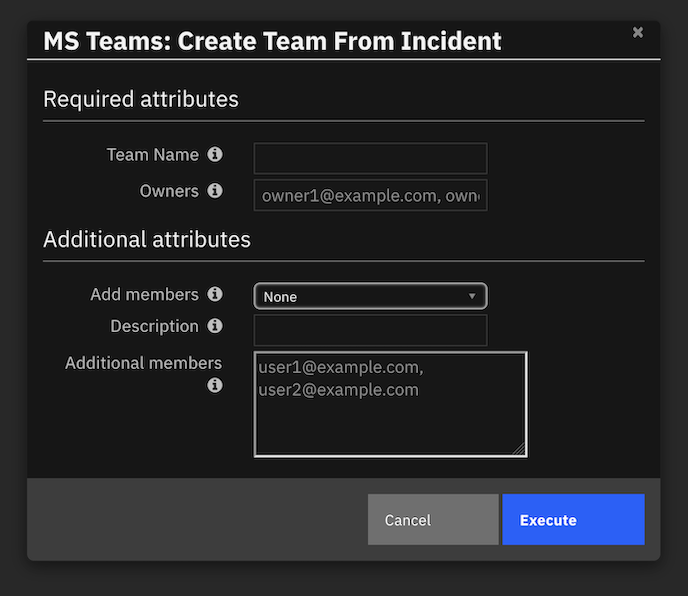 MS Teams: Create Team From Incident
Required attributes
Team Name
Owners
owner1@example.com, own
Additional attributes
Add members
None
Description
Additional members
user1@example.com,
user2@example.com
Cancel
Execute